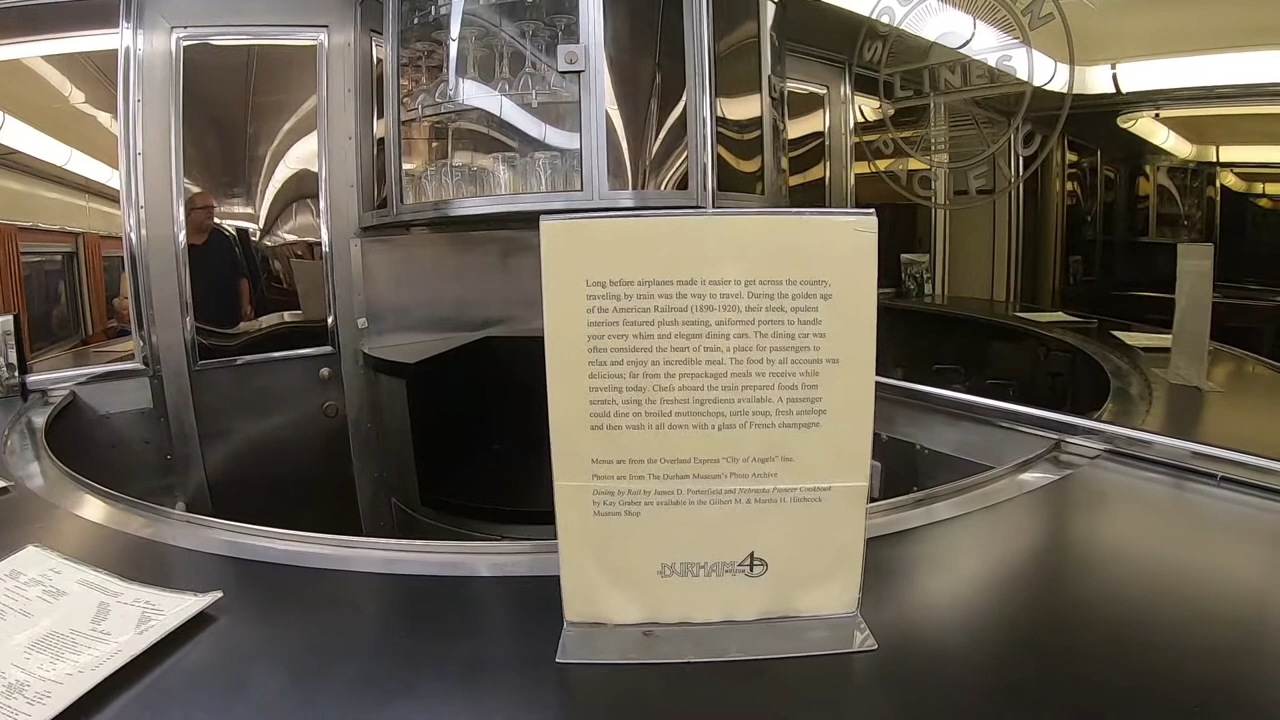 SOUTHERN
LINES
PACIFIC
Long before airplanes made it easier to get across the country,
traveling by train was the way to travel. During the golden age
of the American Railroad (1890-1920), their sleek, opulent
interiors featured plush seating, uniformed porters to handle
your every whim and elegant dining cars. The dining car was
often considered the heart of train, a place for passengers to
relax and enjoy an incredible meal. The food by all accounts was
delicious; far from the prepackaged meals we receive while
traveling today. Chefs aboard the train prepared foods from
scratch, using the freshest ingredients available. A passenger
could dine on broiled muttonchops, turtle soup, fresh antelope
and then wash it all down with a glass of French champagne.
Menus are from the Overland Express “City of Angels” line.
Photos are from The Durham Museum’s Photo Archive
Dining by Rail by James D. Porterfield and Nebraska Pioneer Cookbook
by Kay Graber are available in the Gilbert M. & Martha H. Hitchcock
Museum Shop
THE DURHAM MUSEUM 40